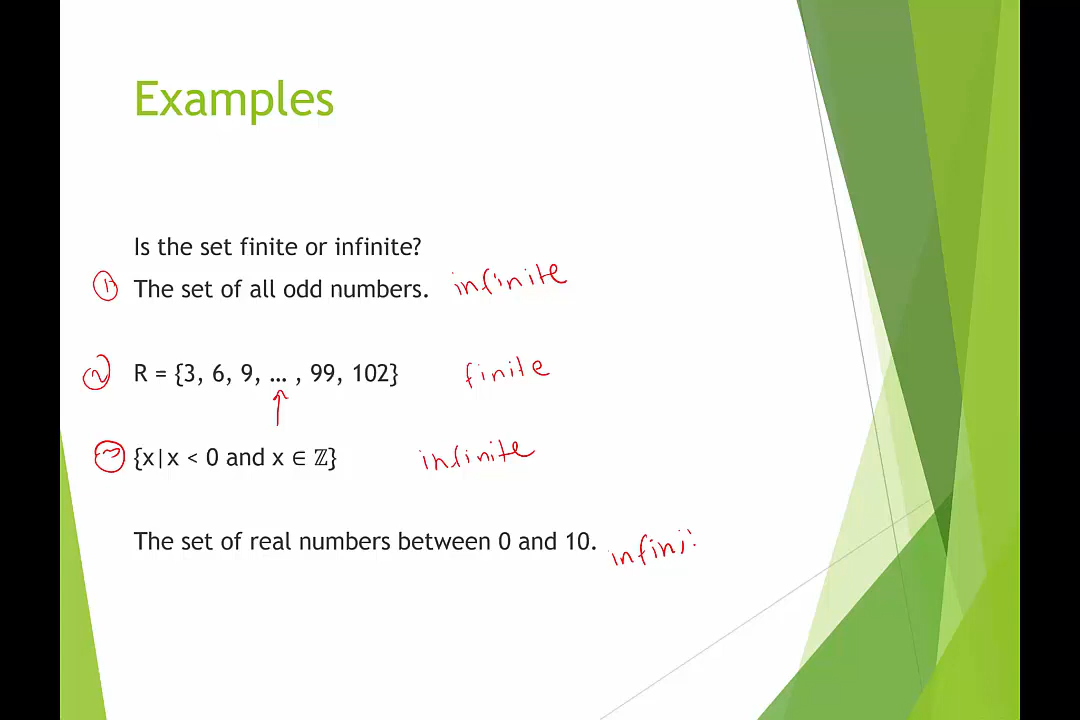 Examples
Is the set finite or infinite?
1 The set of all odd numbers. infinite
2 R = {3, 6, 9, … , 99, 102} finite
3 {x|x < 0 and x ∈ ℤ} infinite
The set of real numbers between 0 and 10. infini